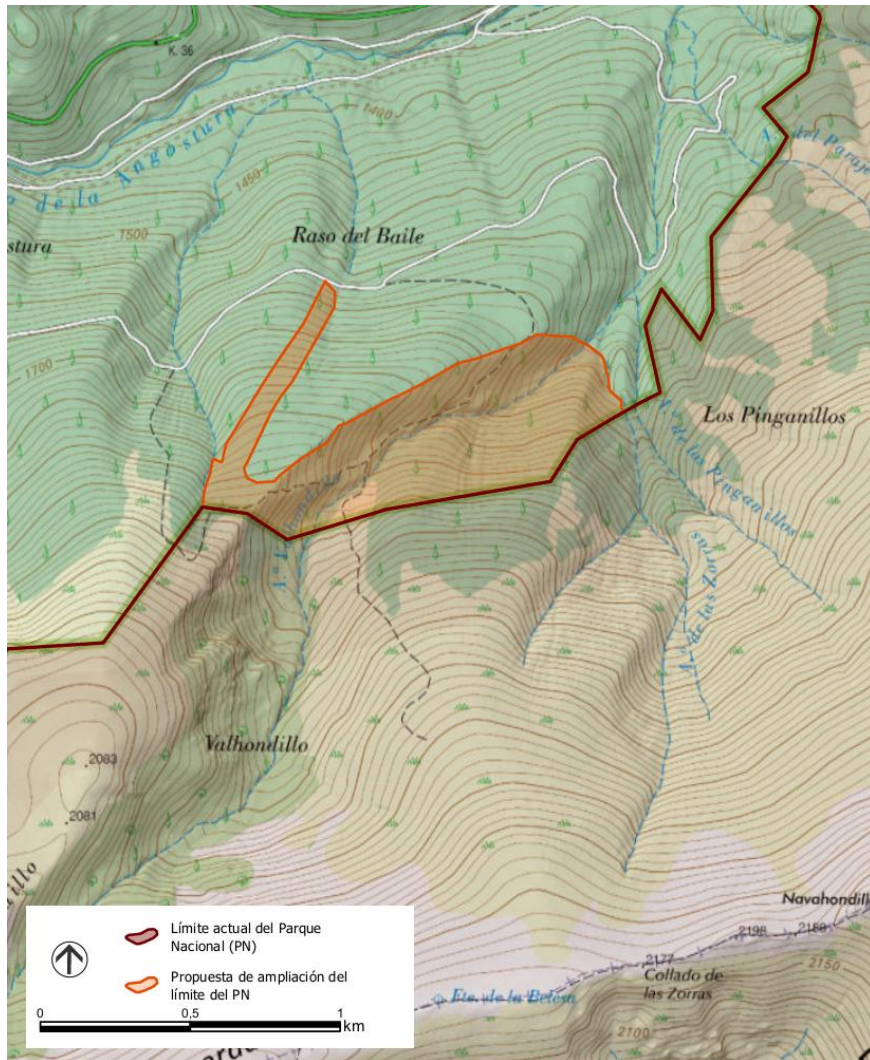 K. 36
1400
o de la Angostura
1450
A.º del Paraje
1500
stura
Raso del Baile
1700
Los Pinganillos
A.º de las Pinganillos
A.º Valhondillo
A.º de las Zorras
Valhondillo
2083
2081
illo
Navahondill
2198
2188
2177
2150
Collado de
las Zorras
Fte. de la Belesa
2100
Límite actual del Parque
Nacional (PN)
Propuesta de ampliación del
límite del PN
0
0,5
1
km